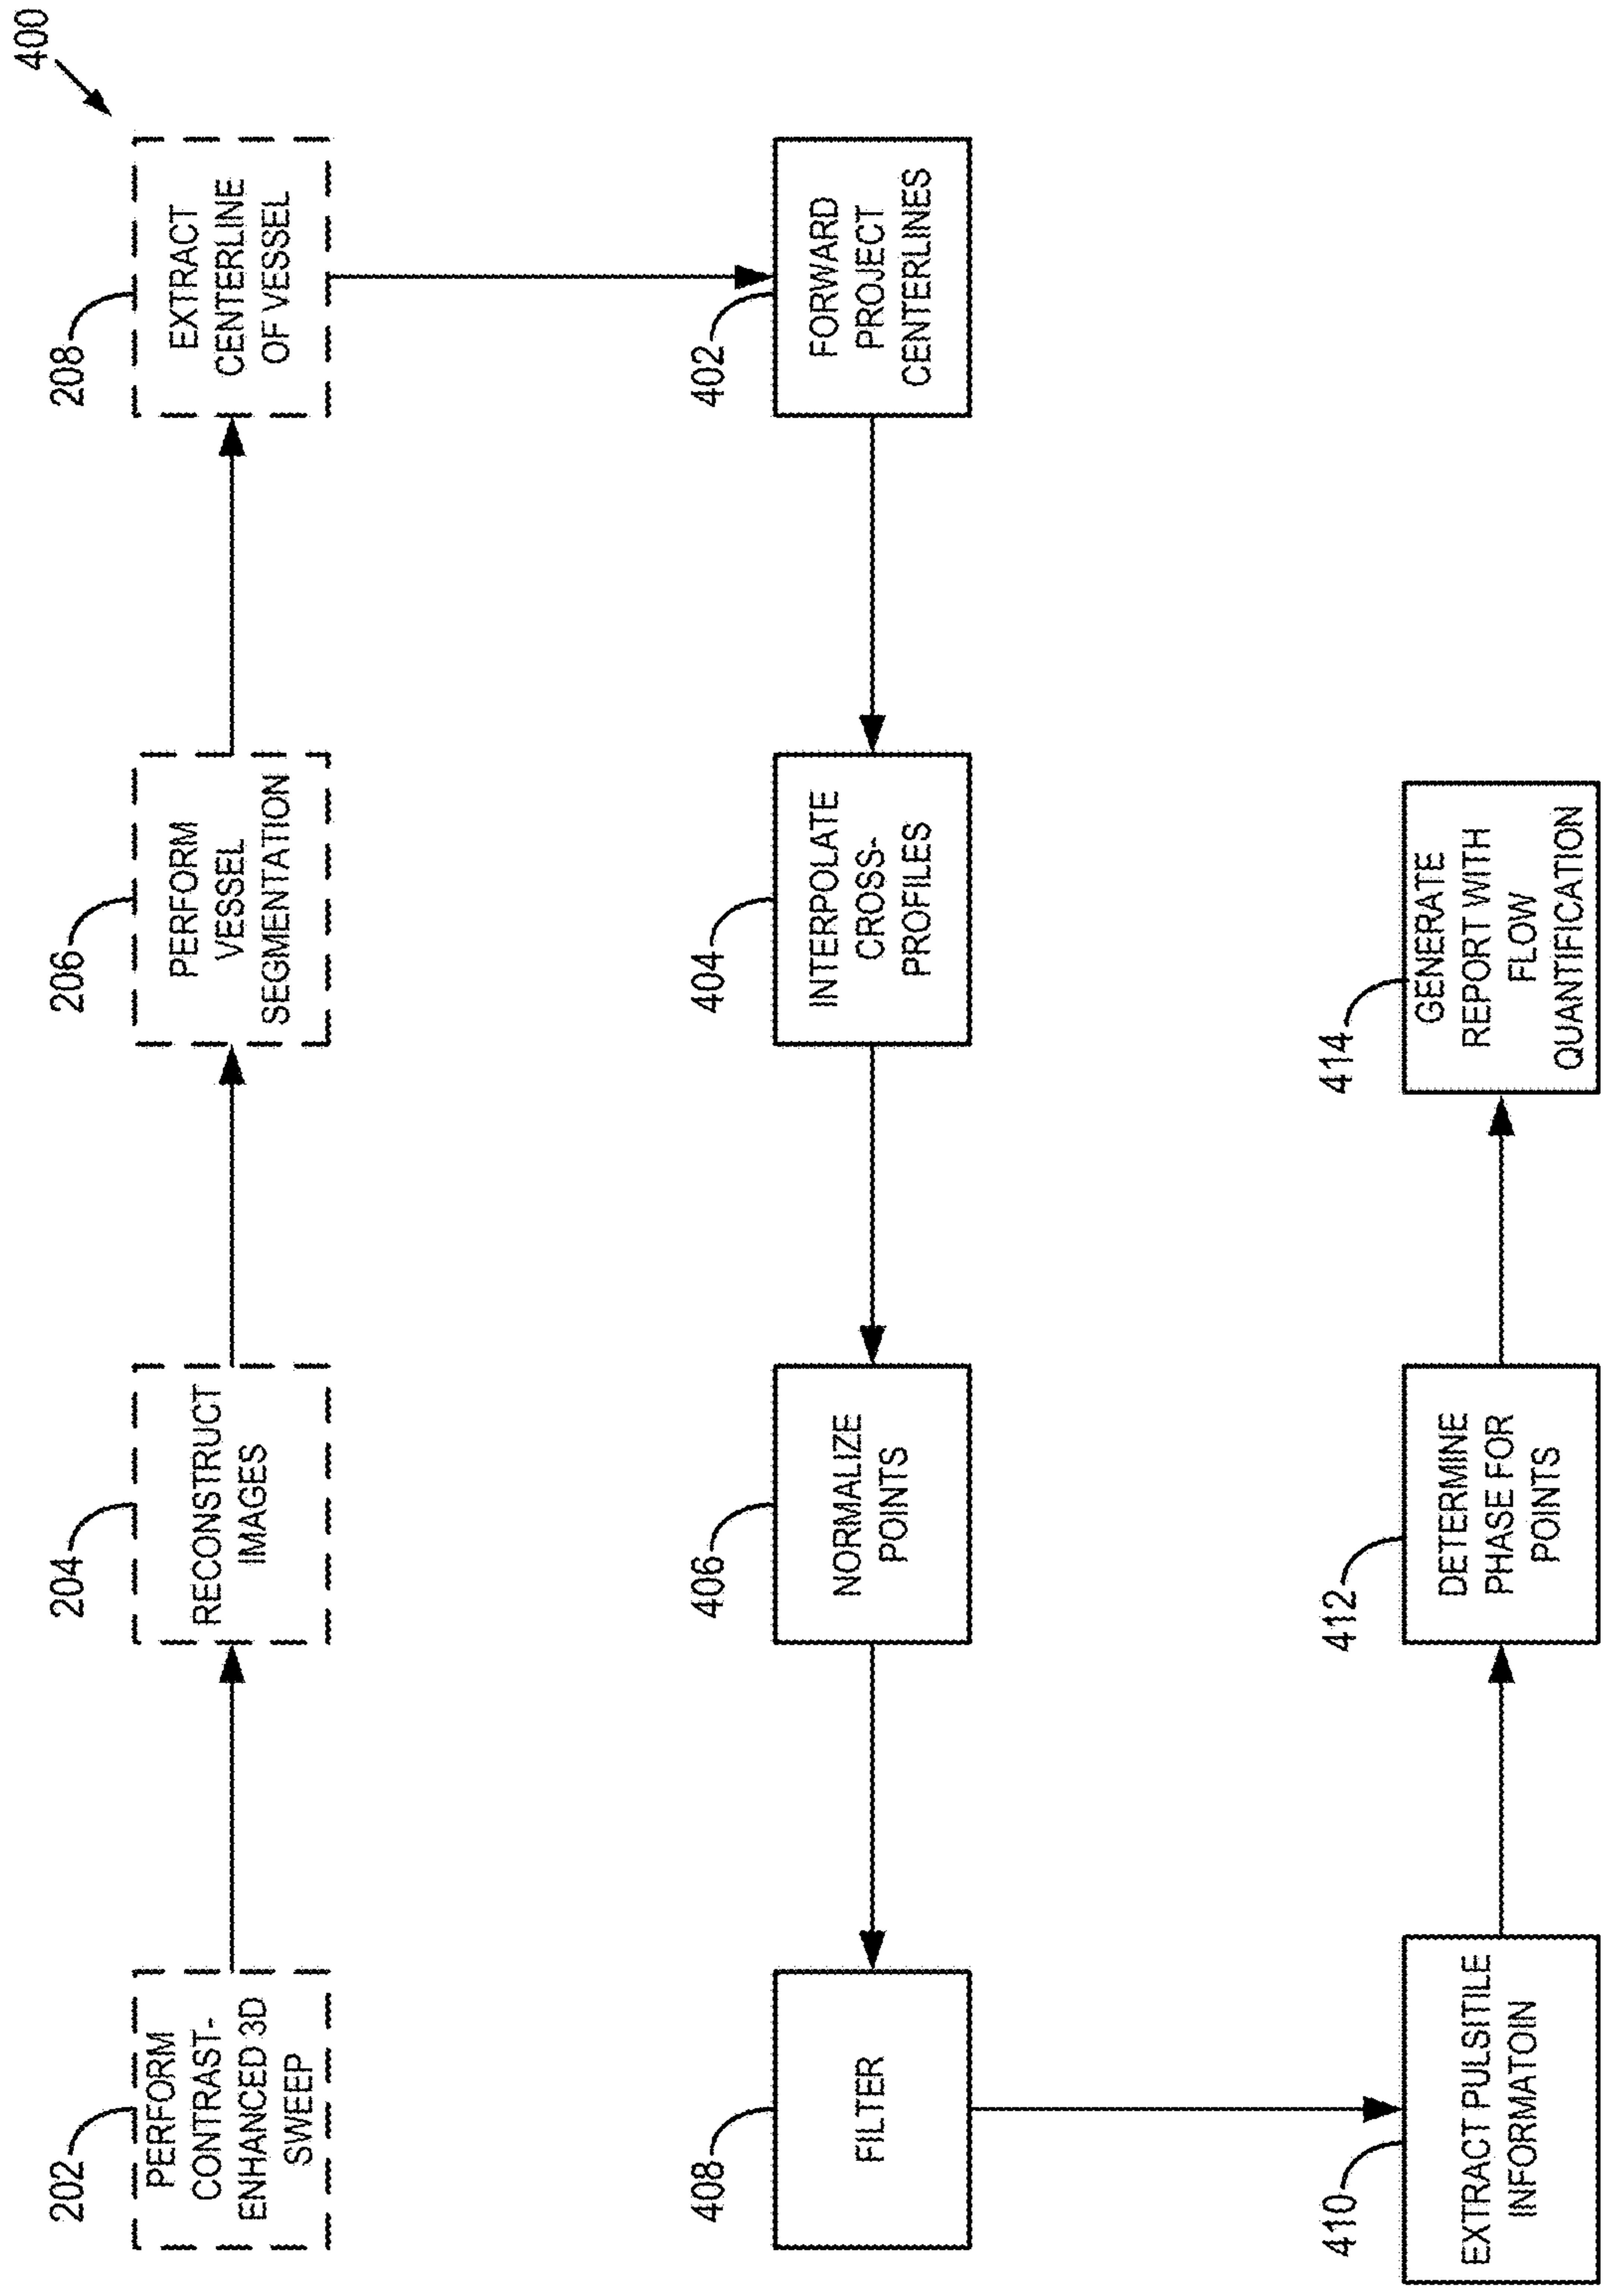 400
202
PERFORM
CONTRAST-
ENHANCED 3D
SWEEP
204
RECONSTRUCT
IMAGES
206
PERFORM
VESSEL
SEGMENTATION
208
EXTRACT
CENTERLINE
OF VESSEL
402
FORWARD
PROJECT
CENTERLINES
404
INTERPOLATE
CROSS-
PROFILES
406
NORMALIZE
POINTS
408
FILTER
410
EXTRACT PULSITILE
INFORMATOIN
412
DETERMINE
PHASE FOR
POINTS
414
GENERATE
REPORT WITH
FLOW
QUANTIFICATION